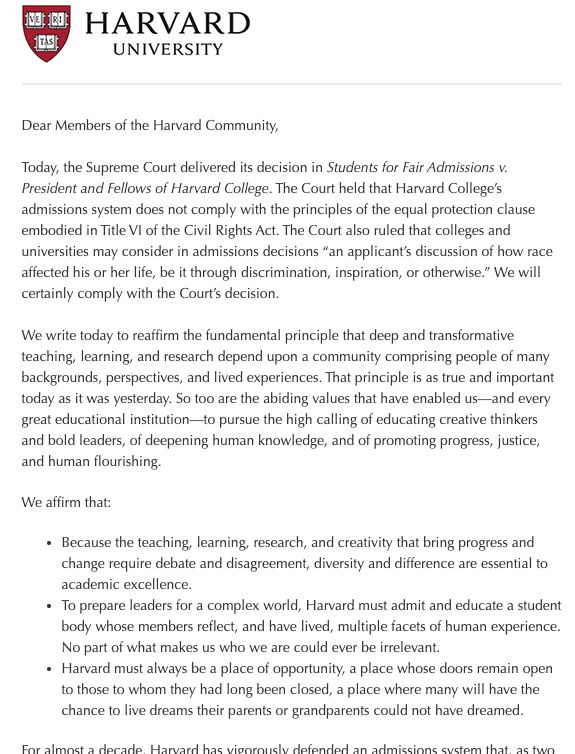 VE RI
TAS
HARVARD
UNIVERSITY
Dear Members of the Harvard Community,
Today, the Supreme Court delivered its decision in Students for Fair Admissions v.
President and Fellows of Harvard College. The Court held that Harvard College’s
admissions system does not comply with the principles of the equal protection clause
embodied in Title VI of the Civil Rights Act. The Court also ruled that colleges and
universities may consider in admissions decisions “an applicant’s discussion of how race
affected his or her life, be it through discrimination, inspiration, or otherwise.” We will
certainly comply with the Court’s decision.
We write today to reaffirm the fundamental principle that deep and transformative
teaching, learning, and research depend upon a community comprising people of many
backgrounds, perspectives, and lived experiences. That principle is as true and important
today as it was yesterday. So too are the abiding values that have enabled us—and every
great educational institution—to pursue the high calling of educating creative thinkers
and bold leaders, of deepening human knowledge, and of promoting progress, justice,
and human flourishing.
We affirm that:
• Because the teaching, learning, research, and creativity that bring progress and
change require debate and disagreement, diversity and difference are essential to
academic excellence.
• To prepare leaders for a complex world, Harvard must admit and educate a student
body whose members reflect, and have lived, multiple facets of human experience.
No part of what makes us who we are could ever be irrelevant.
• Harvard must always be a place of opportunity, a place whose doors remain open
to those to whom they had long been closed, a place where many will have the
chance to live dreams their parents or grandparents could not have dreamed.
For almost a decade, Harvard has vigorously defended an admissions system that, as two